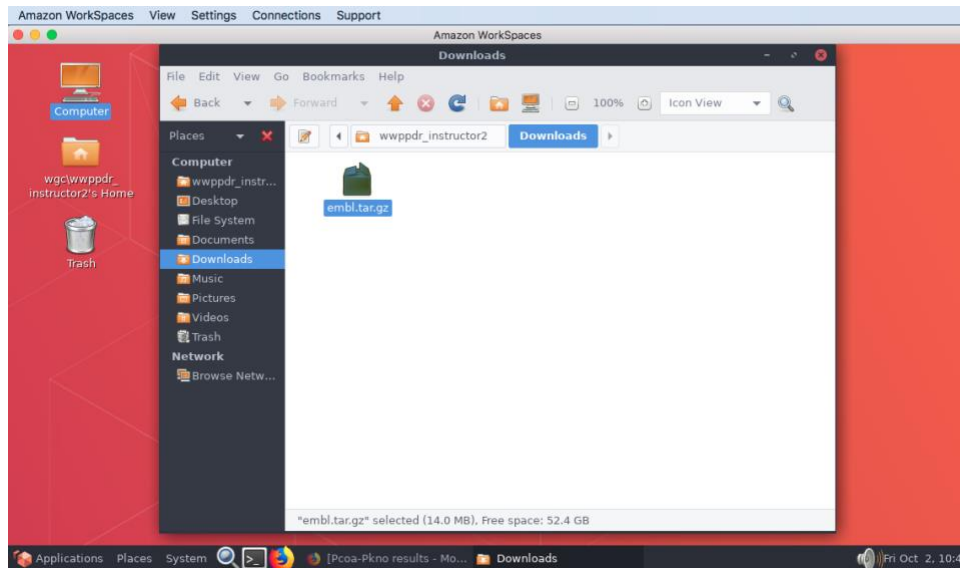 Amazon WorkSpaces View Settings Connections Support
Amazon WorkSpaces
Downloads
File Edit View Go Bookmarks Help
Back Forward 100% Icon View
Places wwppdr_instructor2 Downloads
Computer
wwppdr_instr...
Desktop
File System
Documents
Downloads
Music
Pictures
Videos
Trash
Network
Browse Netw...
embl.tar.gz
"embl.tar.gz" selected (14.0 MB), Free space: 52.4 GB
Computer
wgc\wwppdr_
instructor2's Home
Trash
Applications Places System [Pcoa-Pkno results - Mo... Downloads Fri Oct 2, 10:4